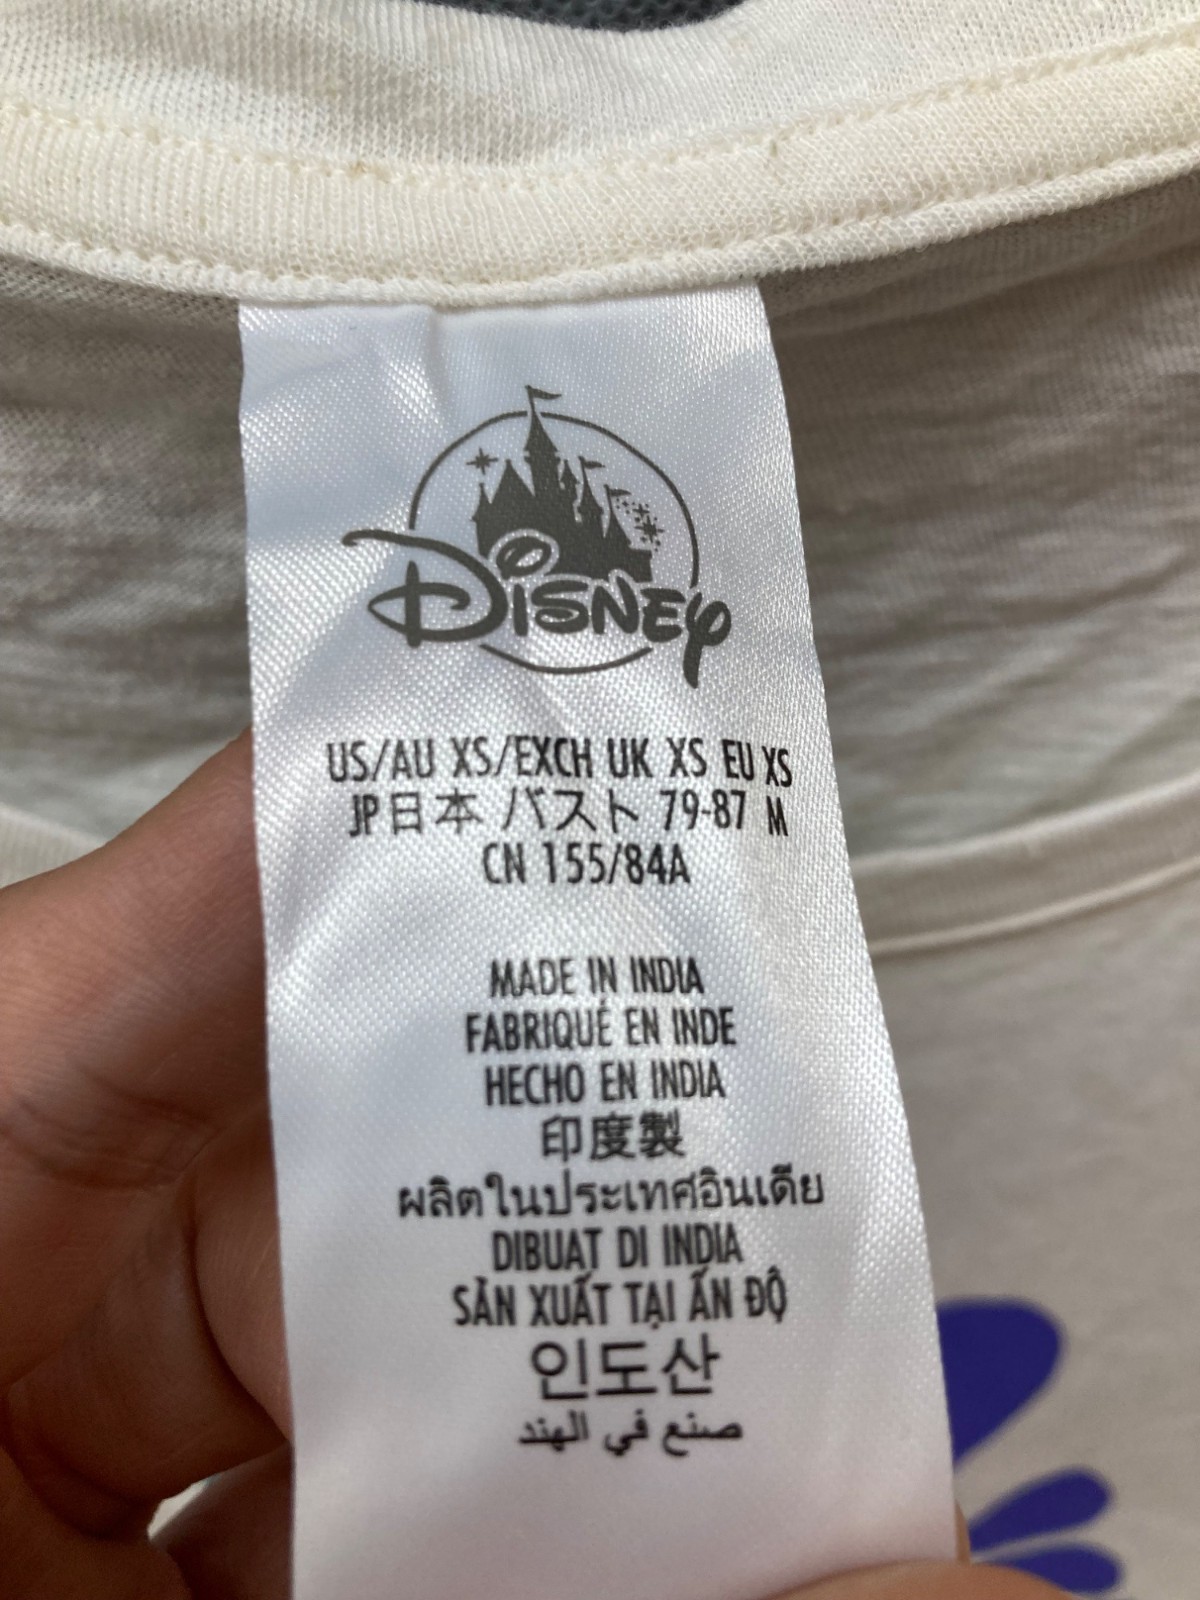 Disney
US/AU XS/EXCH UK XS EU XS
JP日本 バスト 79-87 M
CN 155/84A
MADE IN INDIA
FABRIQUÉ EN INDE
HECHO EN INDIA
印度製
ผลิตในประเทศอินเดีย
DIBUAT DI INDIA
SẢN XUẤT TẠI ẤN ĐỘ
인도산
صنع في الهند